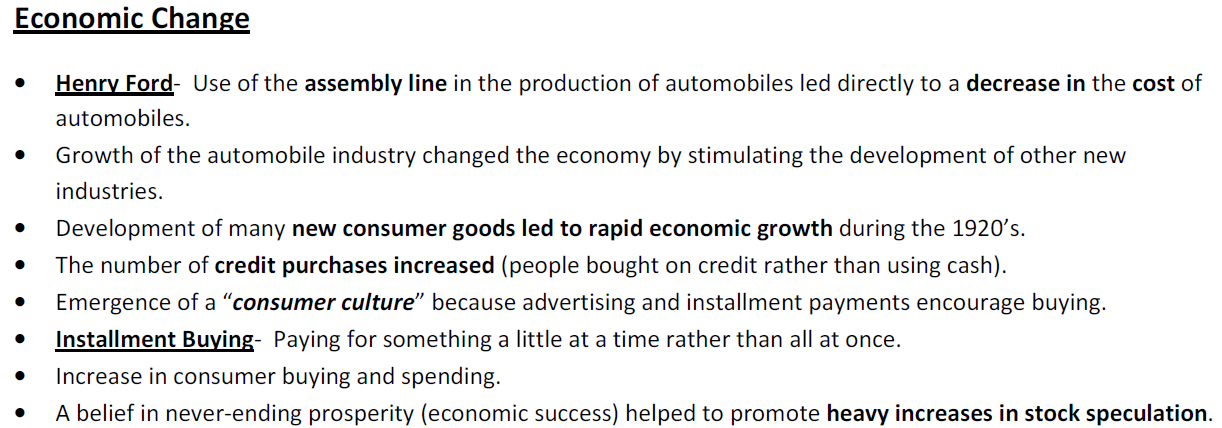 Economic Change
• Henry Ford- Use of the assembly line in the production of automobiles led directly to a decrease in the cost of
automobiles.
• Growth of the automobile industry changed the economy by stimulating the development of other new
industries.
• Development of many new consumer goods led to rapid economic growth during the 1920’s.
• The number of credit purchases increased (people bought on credit rather than using cash).
• Emergence of a “consumer culture” because advertising and installment payments encourage buying.
• Installment Buying- Paying for something a little at a time rather than all at once.
• Increase in consumer buying and spending.
• A belief in never-ending prosperity (economic success) helped to promote heavy increases in stock speculation.